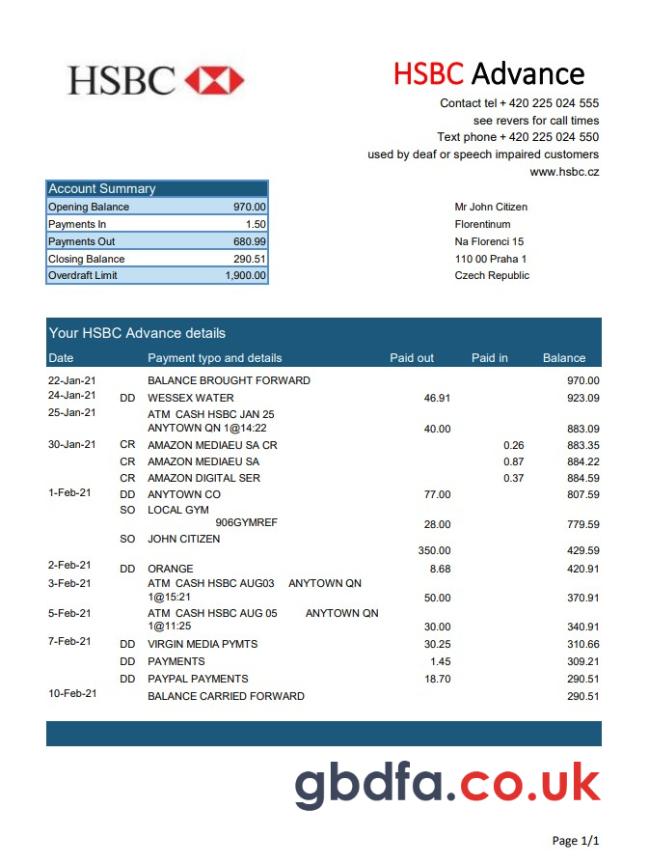 HSBC
HSBC Advance
Contact tel + 420 225 024 555
see revers for call times
Text phone + 420 225 024 550
used by deaf or speech impaired customers
www.hsbc.cz
Account Summary
Opening Balance 970.00
Payments In 1.50
Payments Out 680.99
Closing Balance 290.51
Overdraft Limit 1,900.00
Mr John Citizen
Florentinum
Na Florenci 15
110 00 Praha 1
Czech Republic
Your HSBC Advance details
Date Payment typo and details Paid out Paid in Balance
22-Jan-21 BALANCE BROUGHT FORWARD 970.00
24-Jan-21 DD WESSEX WATER 46.91 923.09
25-Jan-21 ATM CASH HSBC JAN 25
ANYTOWN QN 1@14:22 40.00 883.09
30-Jan-21 CR AMAZON MEDIAEU SA CR 0.26 883.35
CR AMAZON MEDIAEU SA 0.87 884.22
CR AMAZON DIGITAL SER 0.37 884.59
1-Feb-21 DD ANYTOWN CO 77.00 807.59
SO LOCAL GYM
906GYMREF 28.00 779.59
SO JOHN CITIZEN
350.00 429.59
2-Feb-21 DD ORANGE 8.68 420.91
3-Feb-21 ATM CASH HSBC AUG03 ANYTOWN QN
1@15:21 50.00 370.91
5-Feb-21 ATM CASH HSBC AUG 05 ANYTOWN QN
1@11:25 30.00 340.91
7-Feb-21 DD VIRGIN MEDIA PYMTS 30.25 310.66
DD PAYMENTS 1.45 309.21
DD PAYPAL PAYMENTS 18.70 290.51
10-Feb-21 BALANCE CARRIED FORWARD 290.51
gbdfa.co.uk
Page 1/1